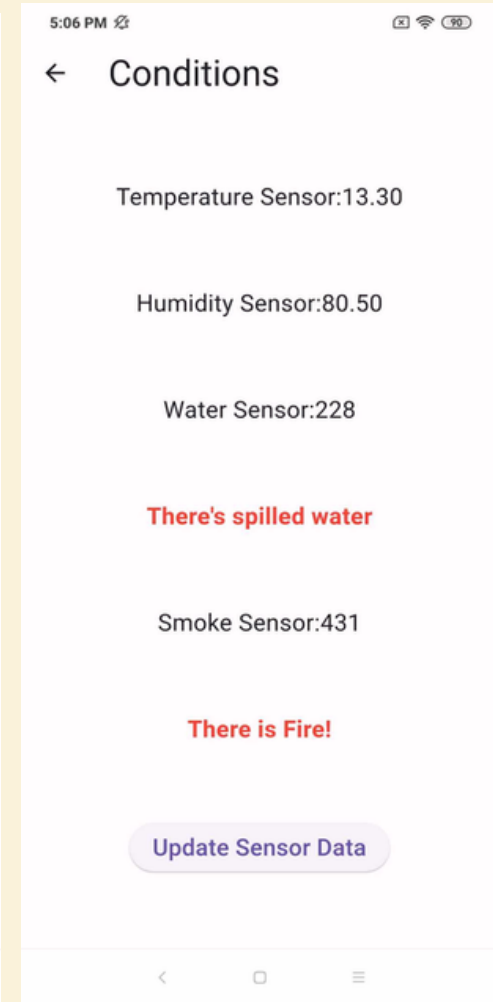 5:06 PM
90
Conditions
Temperature Sensor:13.30
Humidity Sensor:80.50
Water Sensor:228
There's spilled water
Smoke Sensor:431
There is Fire!
Update Sensor Data